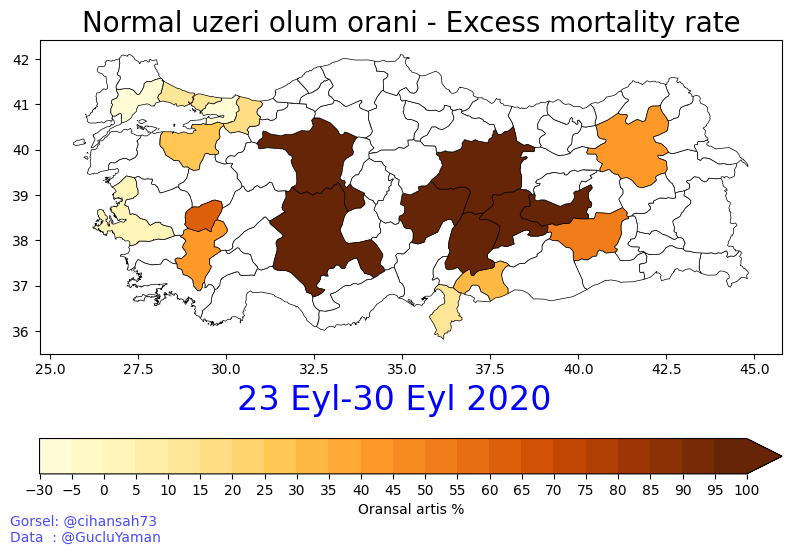 Normal uzeri olum orani - Excess mortality rate
42
41
40
39
38
37
36
25.0 27.5 30.0 32.5 35.0 37.5 40.0 42.5 45.0
23 Eyl-30 Eyl 2020
−30 −5 0 5 10 15 20 25 30 35 40 45 50 55 60 65 70 75 80 85 90 95 100
Oransal artis %
Gorsel: @cihansah73
Data : @GucluYaman